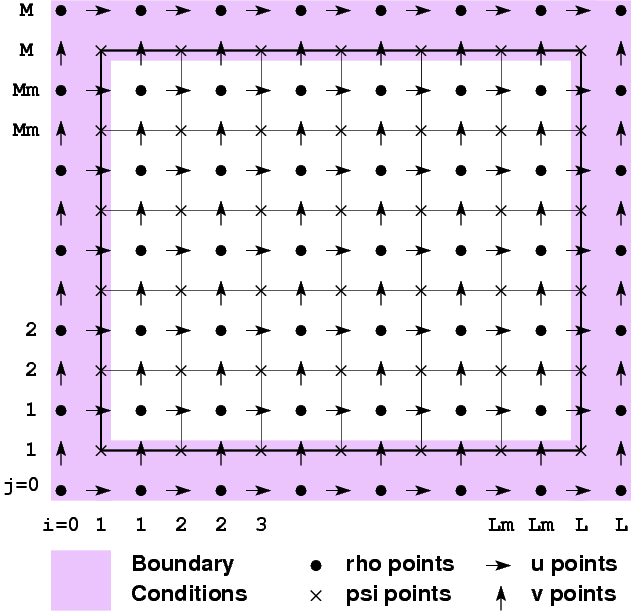 M
M
Mm
Mm
2
2
1
1
j=0
i=0 1 1 2 2 3 Lm Lm L L
Boundary rho points u points
Conditions psi points v points